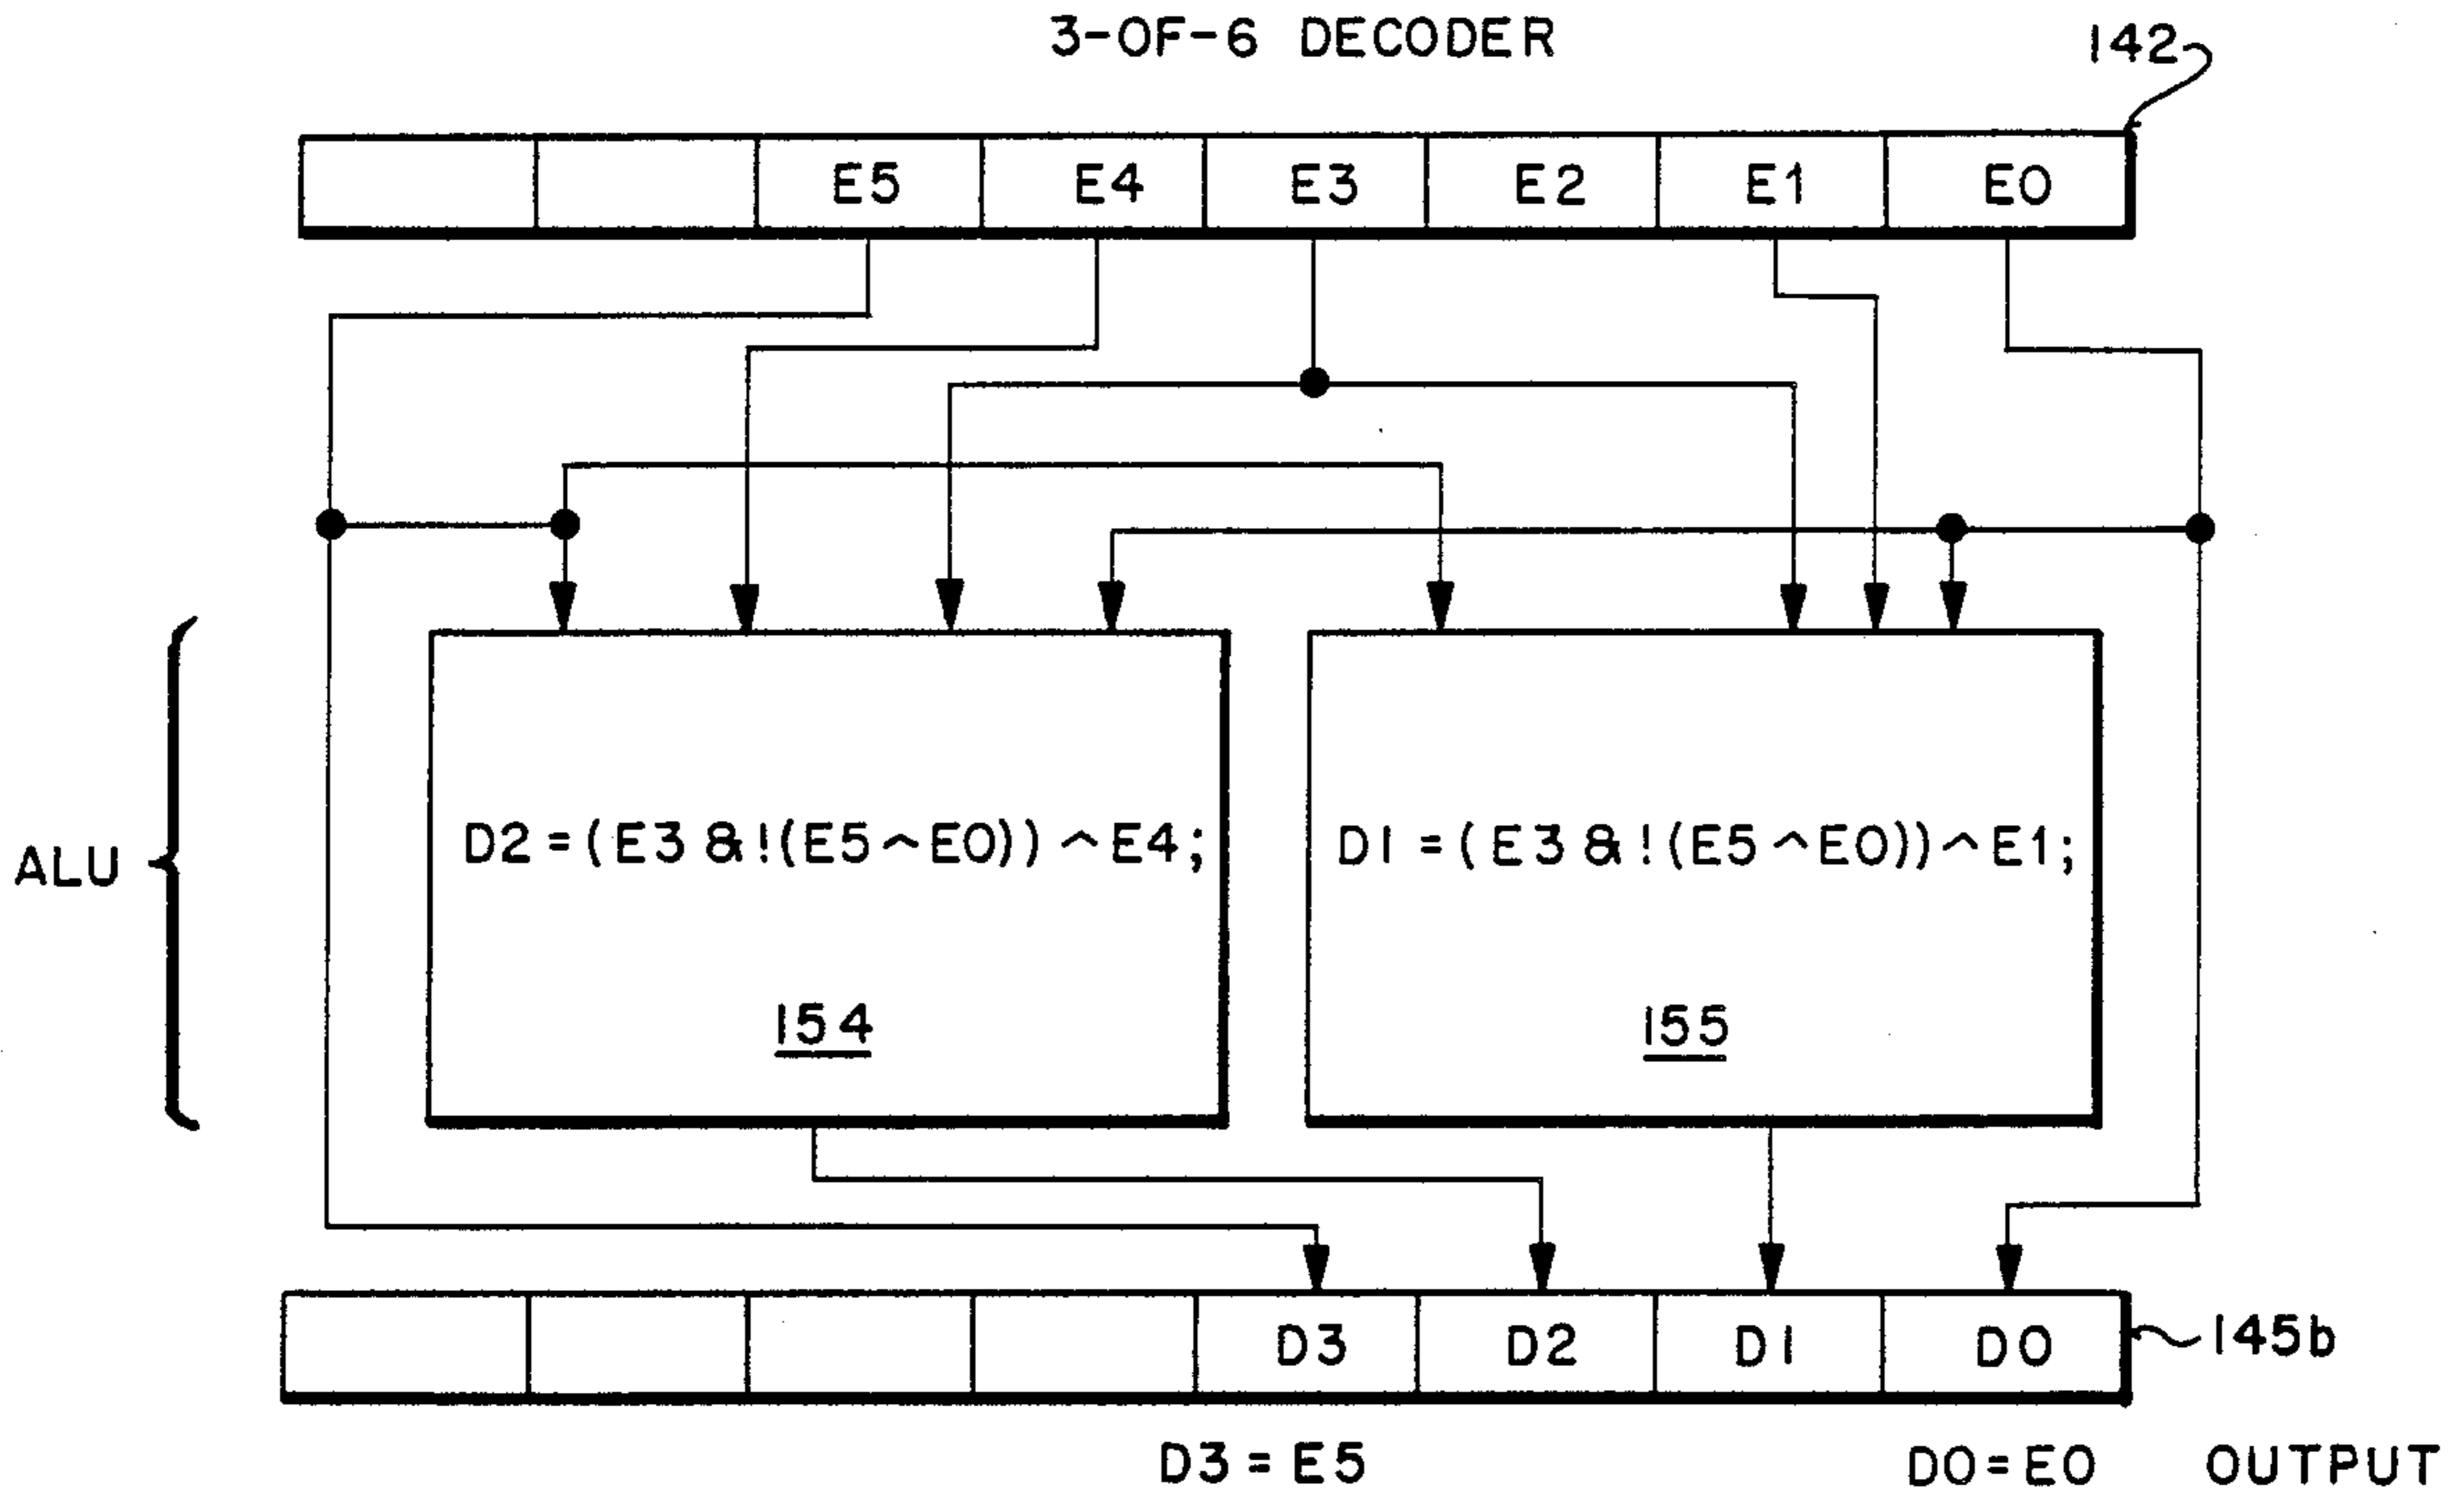 3-OF-6 DECODER
142
E5 E4 E3 E2 E1 E0
ALU
D2=(E3&!(E5^E0))^E4;
D1=(E3&!(E5^E0))^E1;
154
155
D3 D2 D1 D0
145b
D3=E5
D0=E0
OUTPUT